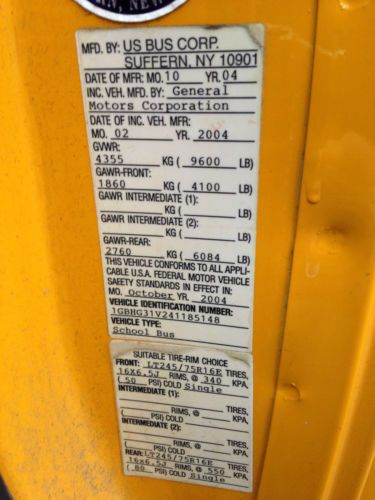 RN, NEW
MFD. BY: US BUS CORP.
SUFFERN, NY 10901
DATE OF MFR: MO. 10 YR. 04
INC. VEH. MFD. BY: General
Motors Corporation
DATE OF INC. VEH. MFR:
MO. 02 YR. 2004
GVWR:
4355 KG ( 9600 LB)
GAWR-FRONT:
1860 KG ( 4100 LB)
GAWR INTERMEDIATE (1):
KG ( LB)
GAWR INTERMEDIATE (2):
KG ( LB)
GAWR-REAR:
2760 KG ( 6084 LB)
THIS VEHICLE CONFORMS TO ALL APPLI-
CABLE U.S.A. FEDERAL MOTOR VEHICLE
SAFETY STANDARDS IN EFFECT IN:
MO. October YR. 2004
VEHICLE IDENTIFICATION NUMBER:
1GBHG31V241185148
VEHICLE TYPE:
School Bus
SUITABLE TIRE-RIM CHOICE
FRONT: LT245/75R16E TIRES,
16X6.5J RIMS, @ 340 KPA,
( 50 PSI) COLD Single
INTERMEDIATE (1):
TIRES,
RIMS, @ KPA,
( PSI) COLD
INTERMEDIATE (2):
TIRES,
RIMS, @ KPA,
( PSI) COLD
REAR: LT245/75R16E TIRES,
16X6.5J RIMS, @ 550 KPA,
( 80 PSI) COLD Single